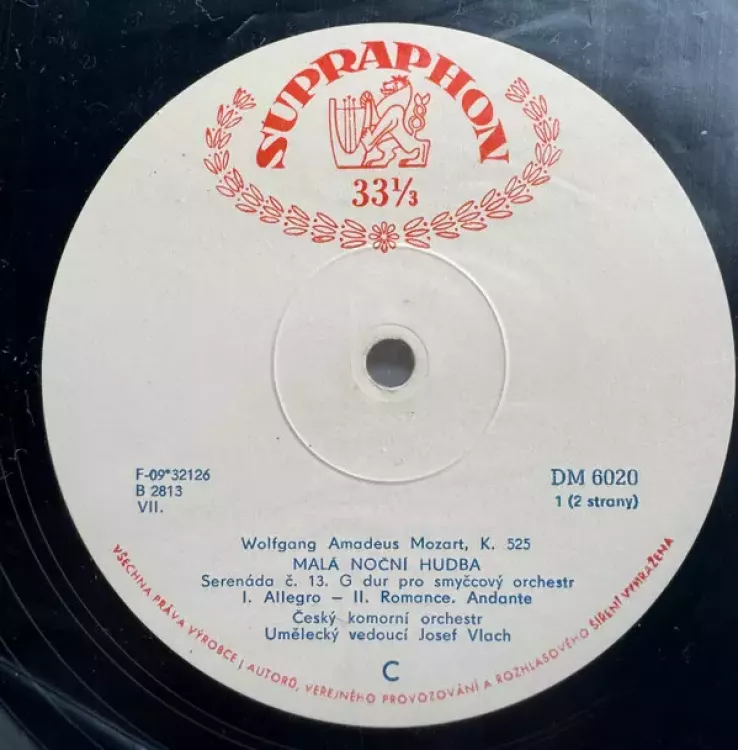 SUPRAPHON
33⅓
F-09*32126
B 2813
VII.
DM 6020
1 (2 strany)
Wolfgang Amadeus Mozart, K. 525
MALÁ NOČNÍ HUDBA
Serenáda č. 13. G dur pro smyčcový orchestr
I. Allegro – II. Romance. Andante
Český komorní orchestr
Umělecký vedoucí Josef Vlach
C
VŠECHNA PRÁVA VÝROBCE I AUTORŮ, VEŘEJNÉHO PROVOZOVÁNÍ A ROZHLASOVÉHO ŠÍŘENÍ VYHRAŽENA